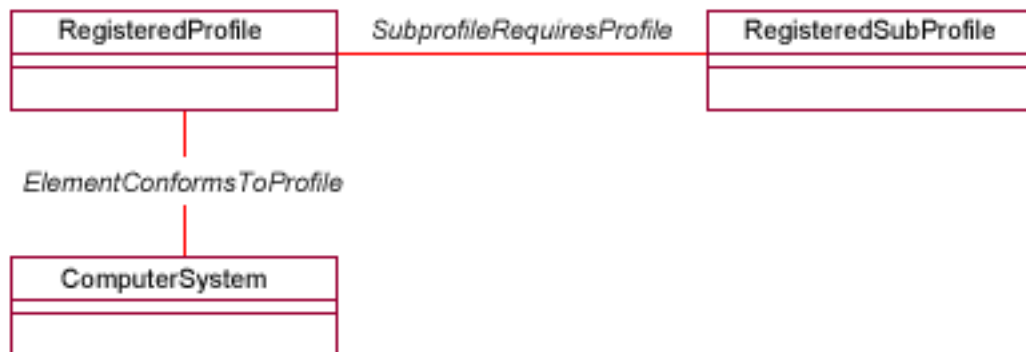 RegisteredProfile
SubprofileRequiresProfile
RegisteredSubProfile
ElementConformsToProfile
ComputerSystem